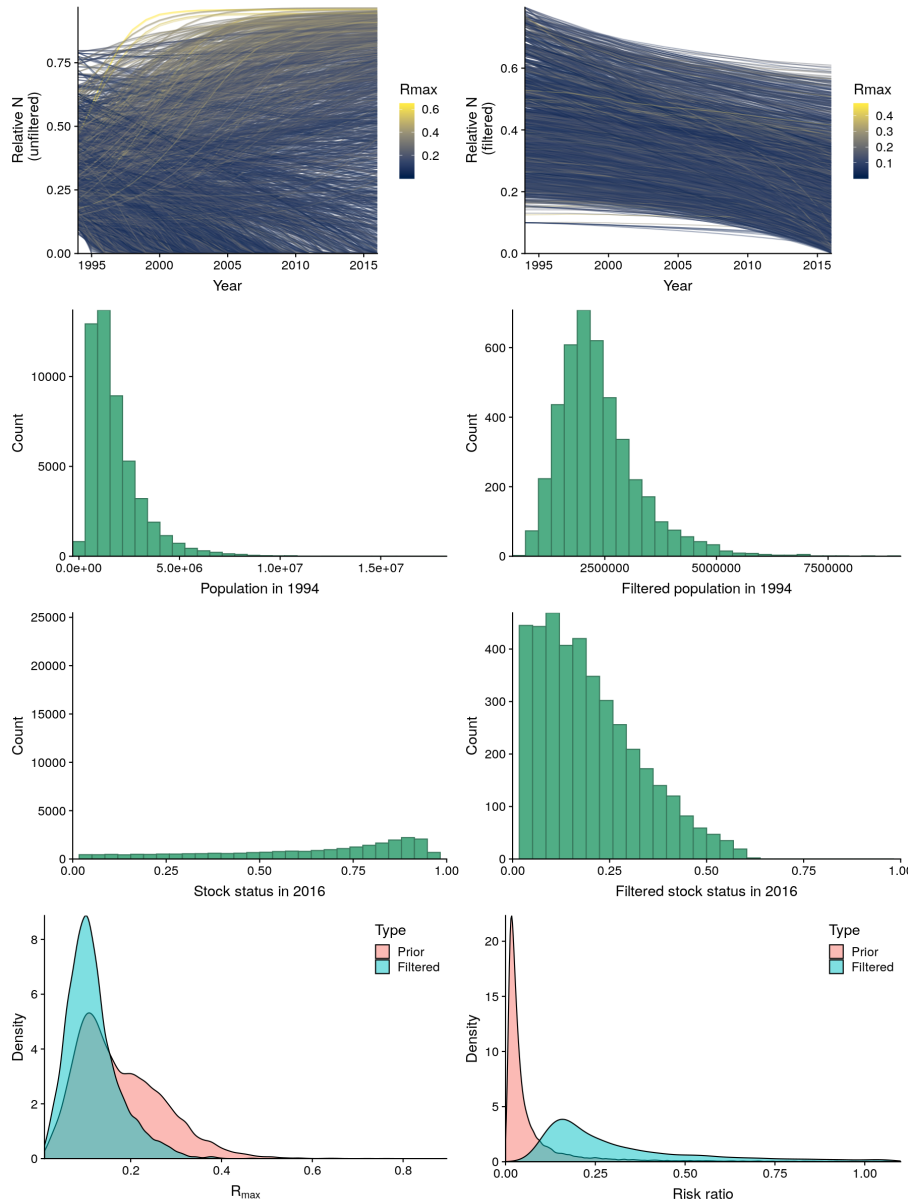 Relative N
(unfiltered)
0.75
0.50
0.25
0.00
1995
2000
2005
2010
2015
Year
Rmax
0.6
0.4
0.2
Relative N
(filtered)
0.6
0.4
0.2
0.0
1995
2000
2005
2010
2015
Year
Rmax
0.4
0.3
0.2
0.1
Count
10000
5000
0
0.0e+00
5.0e+06
1.0e+07
1.5e+07
Population in 1994
Count
600
400
200
0
2500000
5000000
7500000
Filtered population in 1994
Count
25000
20000
15000
10000
5000
0
0.00
0.25
0.50
0.75
1.00
Stock status in 2016
Count
400
300
200
100
0
0.00
0.25
0.50
0.75
1.00
Filtered stock status in 2016
Density
8
6
4
2
0
0.2
0.4
0.6
0.8
Rmax
Type
Prior
Filtered
Density
20
15
10
5
0
0.00
0.25
0.50
0.75
1.00
Risk ratio
Type
Prior
Filtered